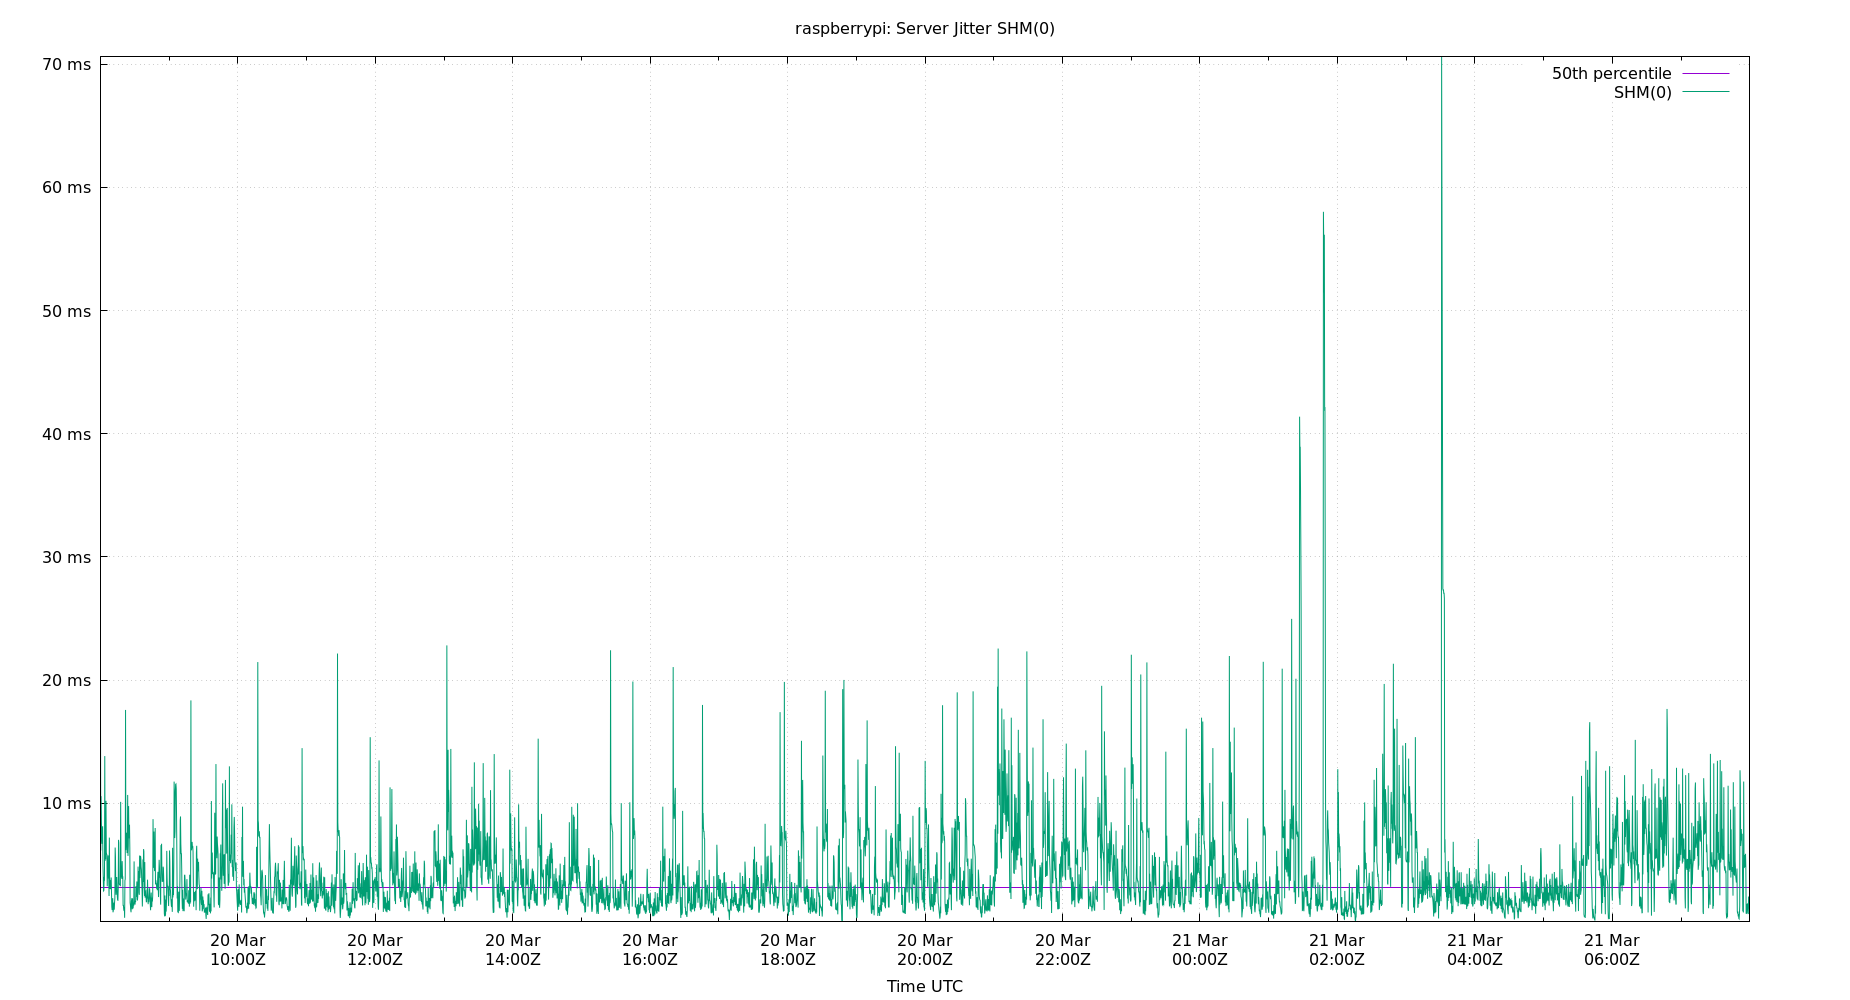 raspberrypi: Server Jitter SHM(0)
70 ms
60 ms
50 ms
40 ms
30 ms
20 ms
10 ms
50th percentile
SHM(0)
20 Mar 10:00Z
20 Mar 12:00Z
20 Mar 14:00Z
20 Mar 16:00Z
20 Mar 18:00Z
20 Mar 20:00Z
20 Mar 22:00Z
21 Mar 00:00Z
21 Mar 02:00Z
21 Mar 04:00Z
21 Mar 06:00Z
Time UTC